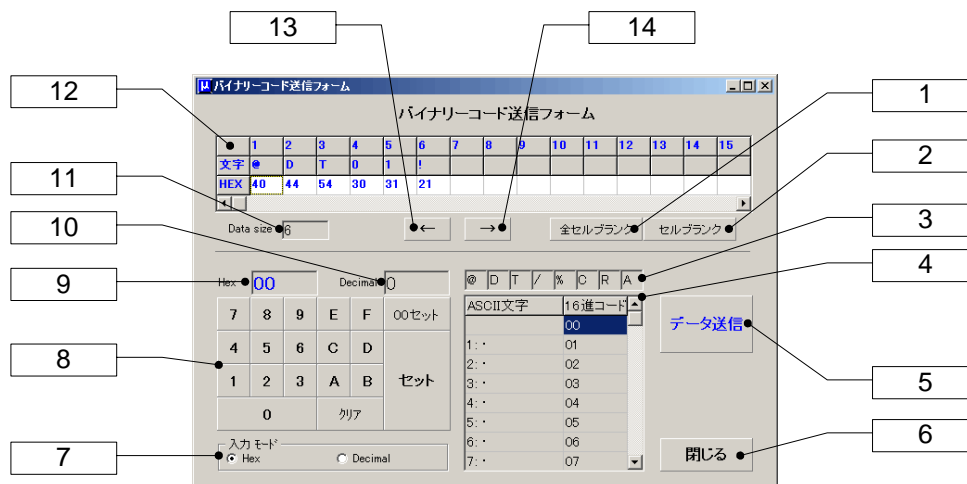 13
14
12
バイナリーコード送信フォーム
1
バイナリーコード送信フォーム
1 2 3 4 5 6 7 8 9 10 11 12 13 14 15
文字 @ D T 0 1 !
HEX 40 44 54 30 31 21
2
11
Data size 6
← → 全セルブランク セルブランク
10
3
9
Hex 00 Decimal 0
@ D T / % C R A
4
7 8 9 E F 00セット
4 5 6 C D
1 2 3 A B セット
0 クリア
8
ASCII文字 16進コード
00
1:・ 01
2:・ 02
3:・ 03
4:・ 04
5:・ 05
6:・ 06
7:・ 07
データ送信
5
7
入力 モード
Hex Decimal
閉じる
6